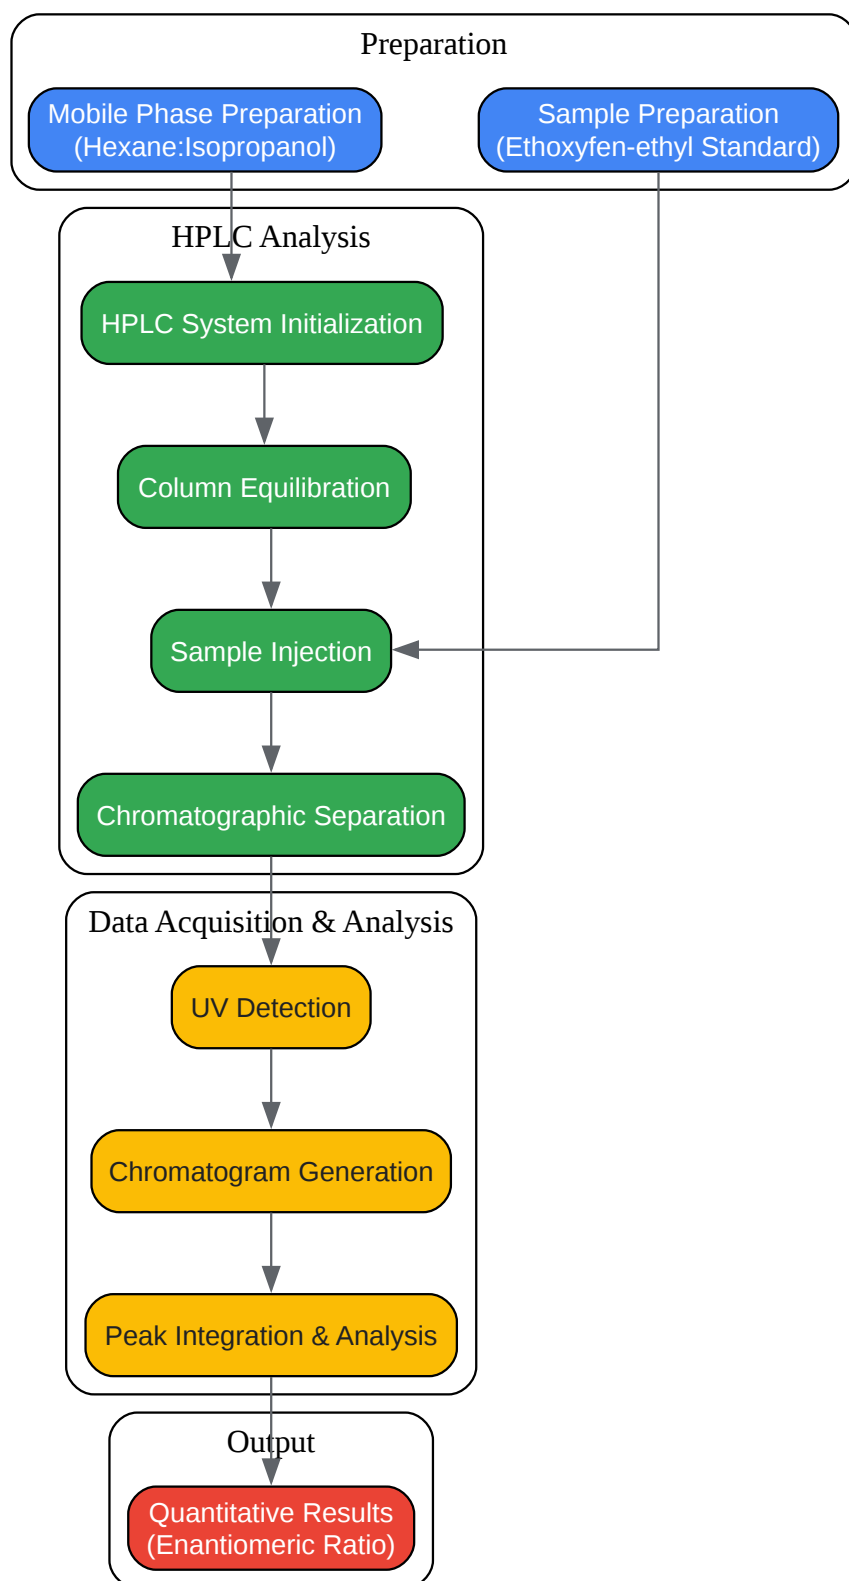 Preparation
Mobile Phase Preparation
(Hexane:Isopropanol)
Sample Preparation
(Ethoxyfen-ethyl Standard)
HPLC Analysis
HPLC System Initialization
Column Equilibration
Sample Injection
Chromatographic Separation
Data Acquisition & Analysis
UV Detection
Chromatogram Generation
Peak Integration & Analysis
Output
Quantitative Results
(Enantiomeric Ratio)